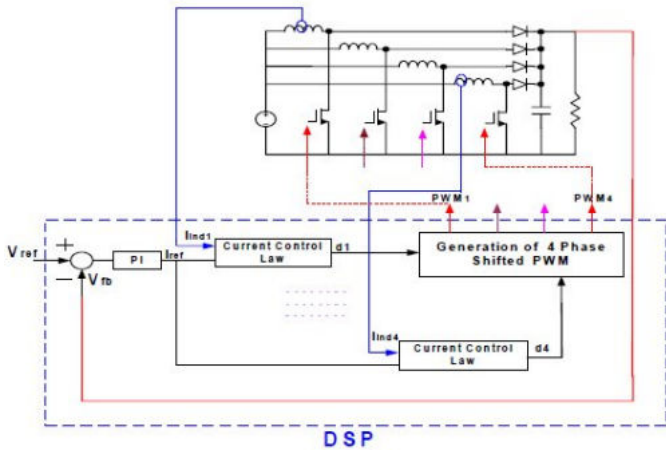 PWM1
PWM4
Iind1
Current Control Law
d1
Generation of 4 Phase Shifted PWM
Vref
+
PI
Iref
−
Vfb
Iind4
Current Control Law
d4
DSP